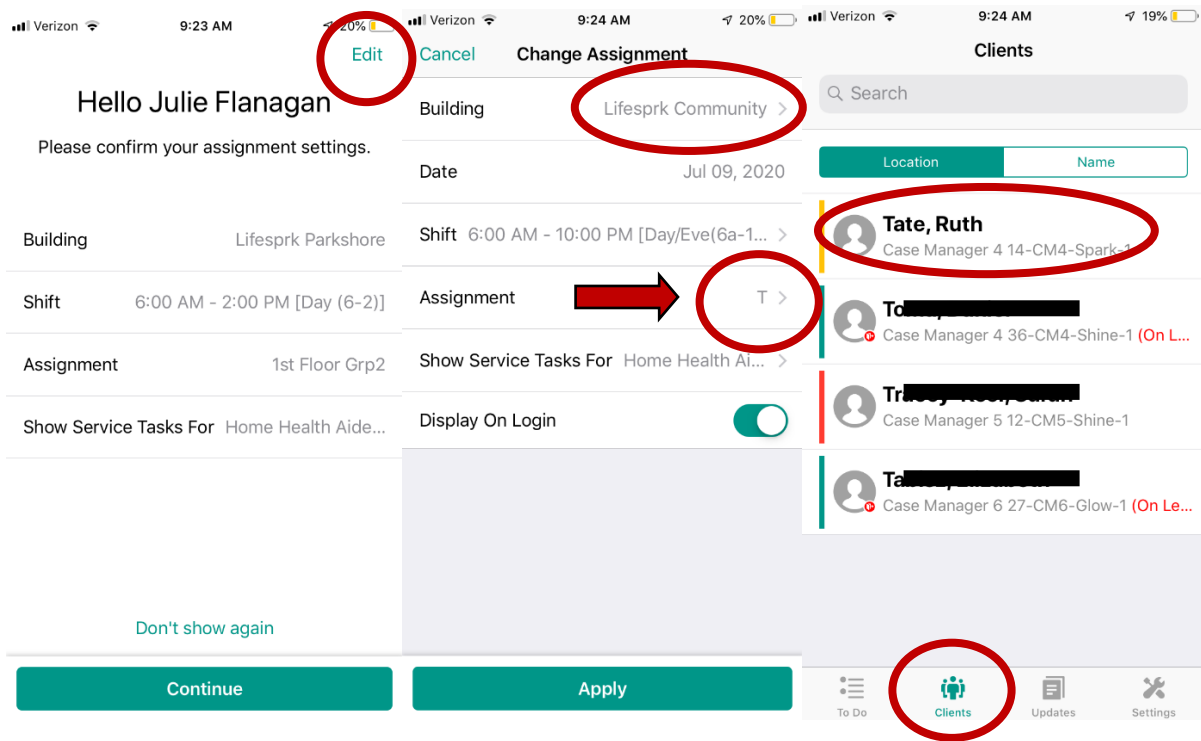 Verizon 9:23 AM 20%
Edit
Hello Julie Flanagan
Please confirm your assignment settings.
Building Lifesprk Parkshore
Shift 6:00 AM - 2:00 PM [Day (6-2)]
Assignment 1st Floor Grp2
Show Service Tasks For Home Health Aide...
Don't show again
Continue
Verizon 9:24 AM 20%
Cancel Change Assignment
Building Lifesprk Community
Date Jul 09, 2020
Shift 6:00 AM - 10:00 PM [Day/Eve(6a-1...
Assignment T
Show Service Tasks For Home Health Ai...
Display On Login
Apply
Verizon 9:24 AM 19%
Clients
Search
Location Name
Tate, Ruth
Case Manager 4 14-CM4-Spark-1
Case Manager 4 36-CM4-Shine-1 (On L...
Case Manager 5 12-CM5-Shine-1
Case Manager 6 27-CM6-Glow-1 (On Le...
To Do Clients Updates Settings